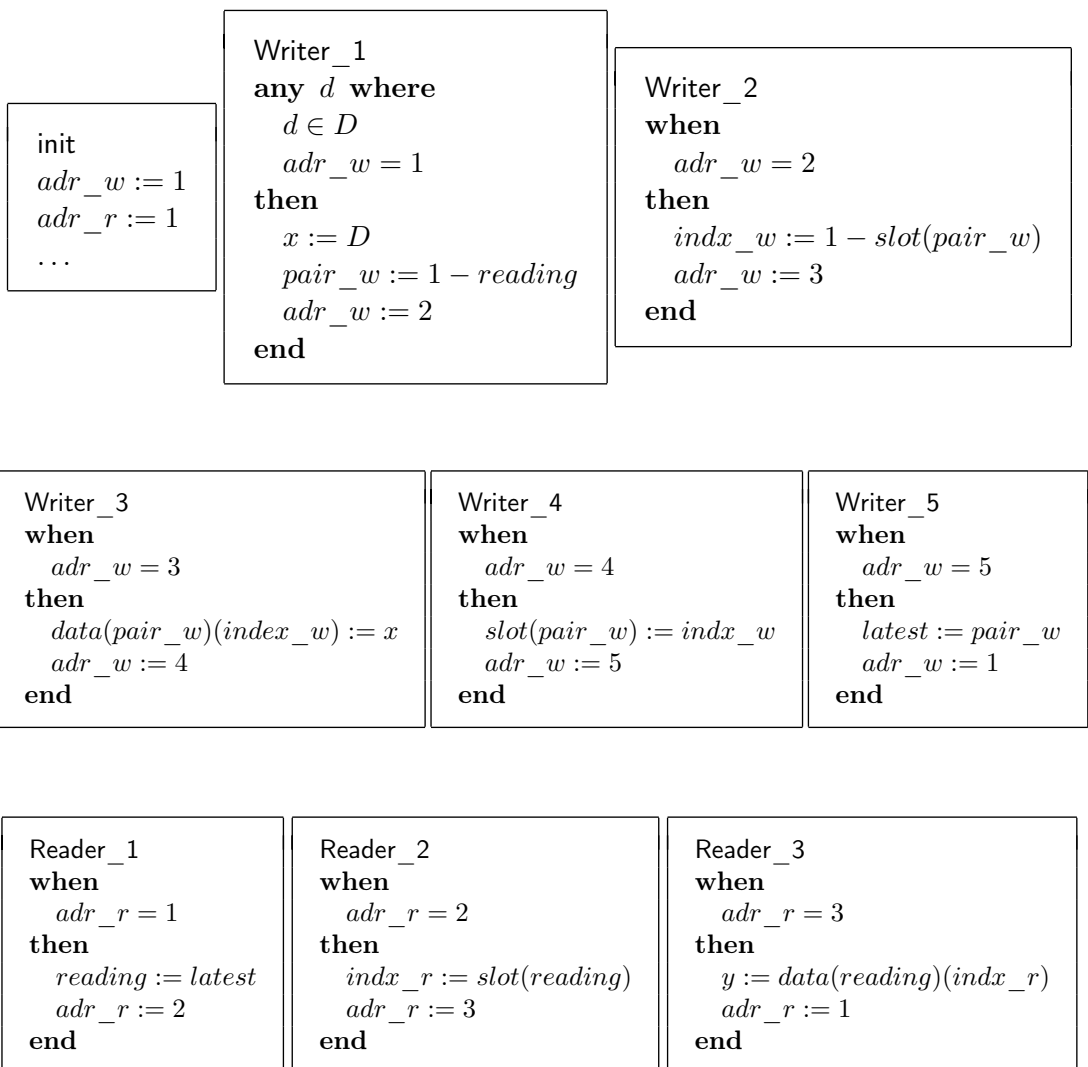 init
adr_w := 1
adr_r := 1
. . .
Writer_1
any d where
d ∈ D
adr_w = 1
then
x := D
pair_w := 1 − reading
adr_w := 2
end
Writer_2
when
adr_w = 2
then
indx_w := 1 − slot(pair_w)
adr_w := 3
end
Writer_3
when
adr_w = 3
then
data(pair_w)(index_w) := x
adr_w := 4
end
Writer_4
when
adr_w = 4
then
slot(pair_w) := indx_w
adr_w := 5
end
Writer_5
when
adr_w = 5
then
latest := pair_w
adr_w := 1
end
Reader_1
when
adr_r = 1
then
reading := latest
adr_r := 2
end
Reader_2
when
adr_r = 2
then
indx_r := slot(reading)
adr_r := 3
end
Reader_3
when
adr_r = 3
then
y := data(reading)(indx_r)
adr_r := 1
end